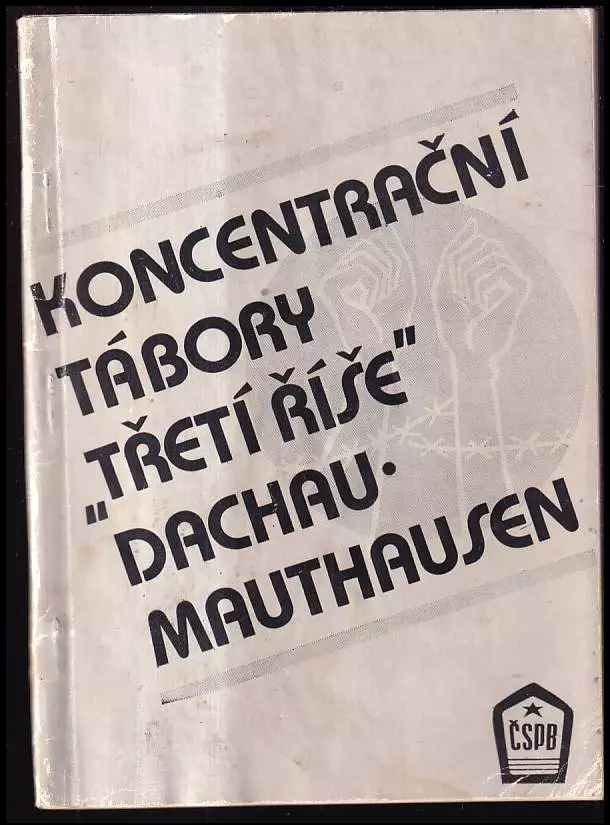 KONCENTRAČNÍ
TÁBORY
TŘETÍ ŘÍŠE"
„DACHAU·
MAUTHAUSEN
ČSPB